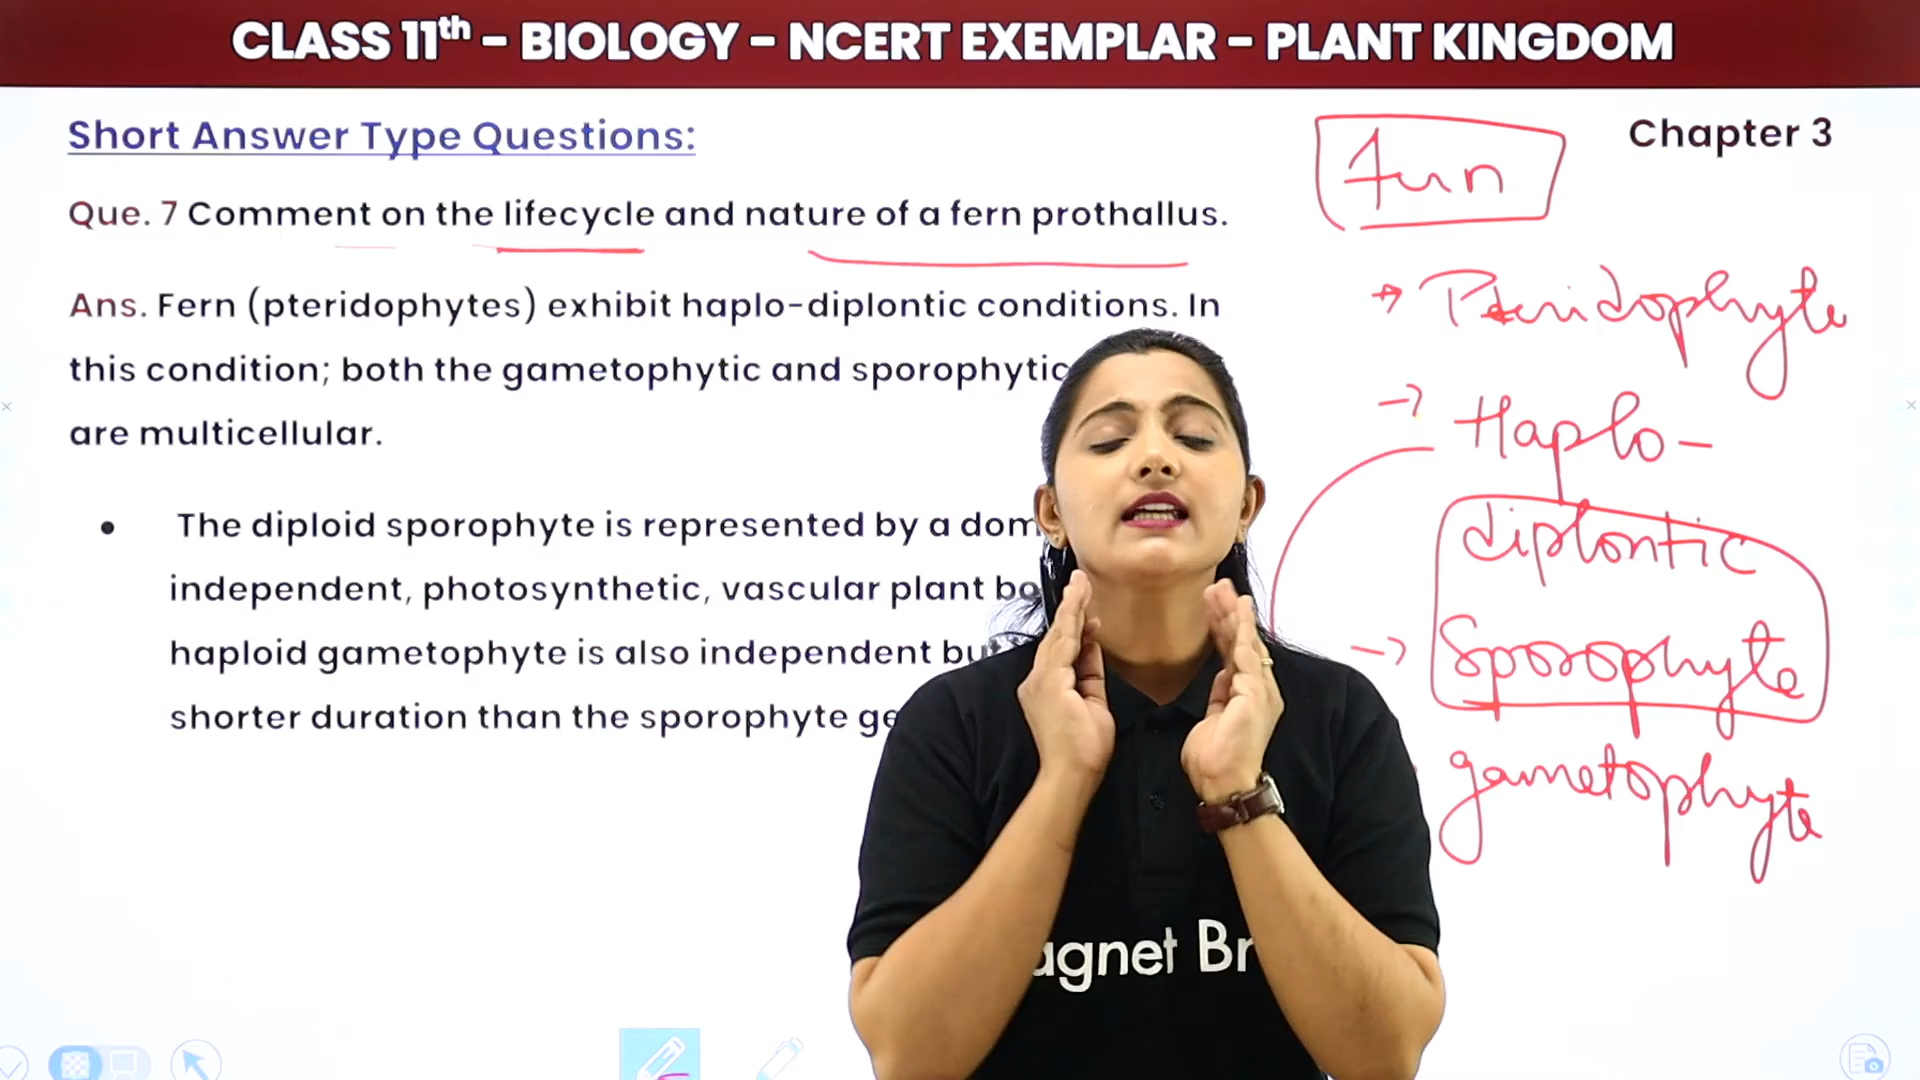 CLASS 11th – BIOLOGY – NCERT EXEMPLAR – PLANT KINGDOM
Short Answer Type Questions:
Chapter 3
Que. 7 Comment on the lifecycle and nature of a fern prothallus.
Ans. Fern (pteridophytes) exhibit haplo-diplontic conditions. In
this condition; both the gametophytic and sporophytic
are multicellular.
• The diploid sporophyte is represented by a dom
independent, photosynthetic, vascular plant bo
haploid gametophyte is also independent bu
shorter duration than the sporophyte ge
→ Pteridophyte
→ Haplo-
diplontic
→ Sporophyte
gametophyte
agnet Br